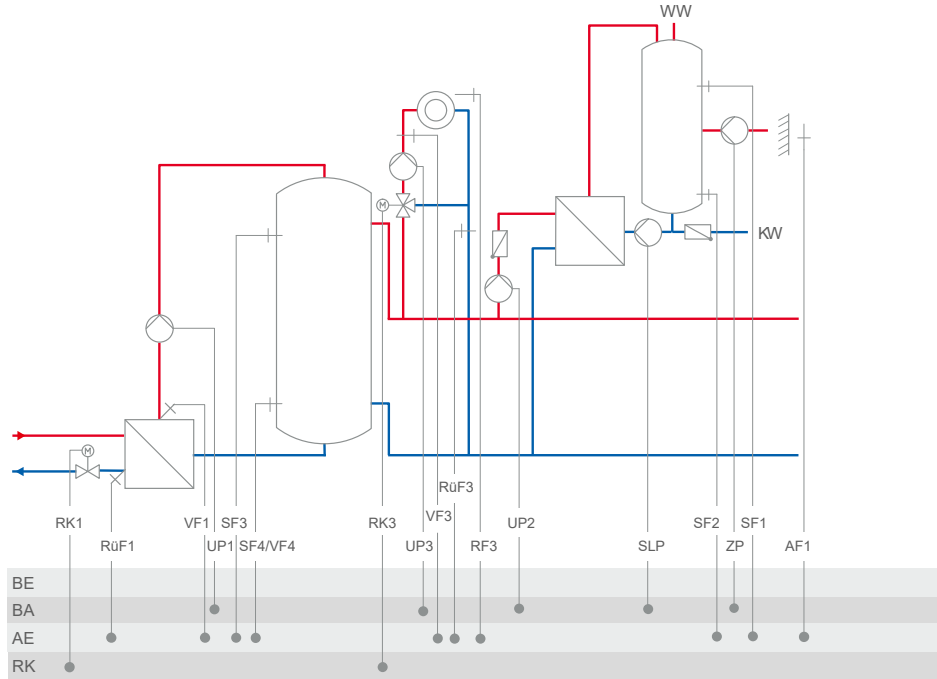 WW
M
KW
M
RüF3
RK1
VF1
SF3
RK3
VF3
UP2
SF2
SF1
RüF1
UP1
SF4/VF4
UP3
RF3
SLP
ZP
AF1
BE
BA
AE
RK